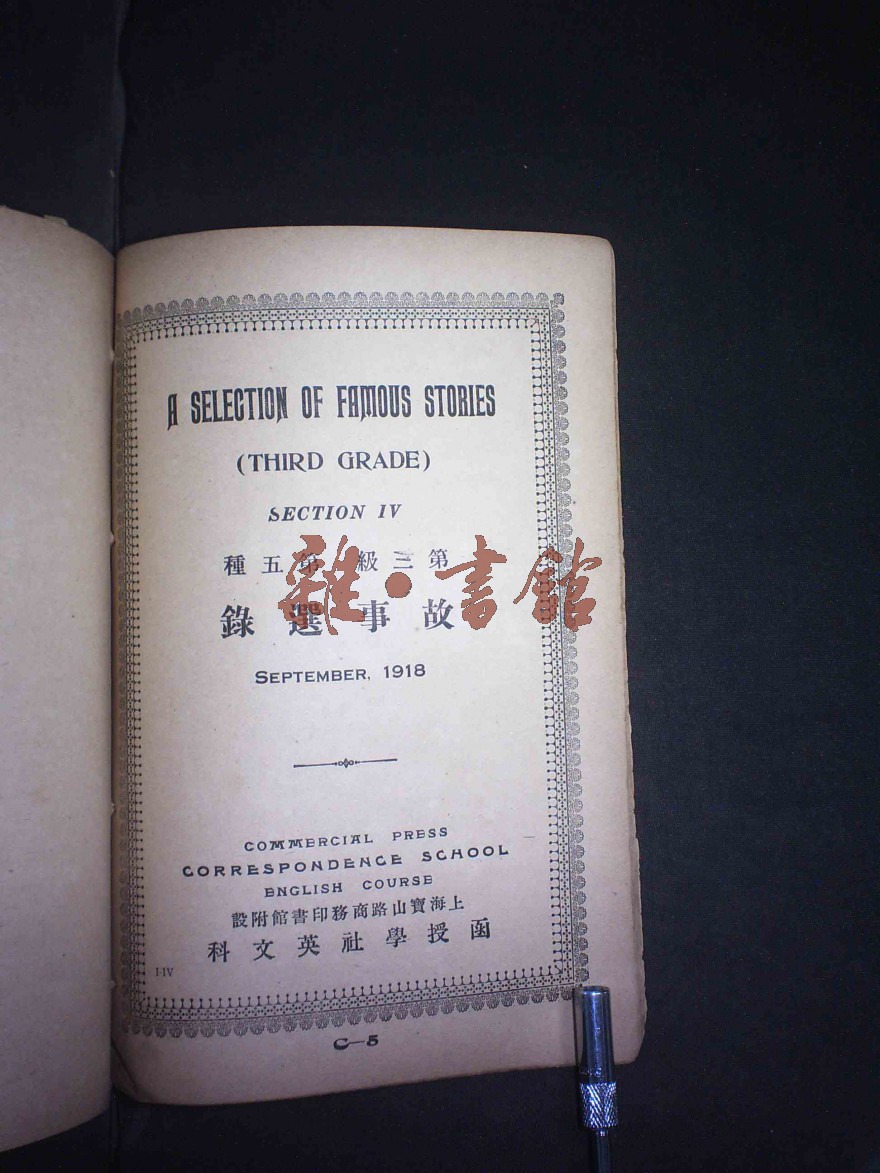 A SELECTION OF FAMOUS STORIES
(THIRD GRADE)
SECTION IV
第三級 第五種
故事選錄
雜·書館
SEPTEMBER, 1918
COMMERCIAL PRESS
CORRESPONDENCE SCHOOL
ENGLISH COURSE
上海寶山路商務印書館附設
函授學社英文科
I-IV
C—5